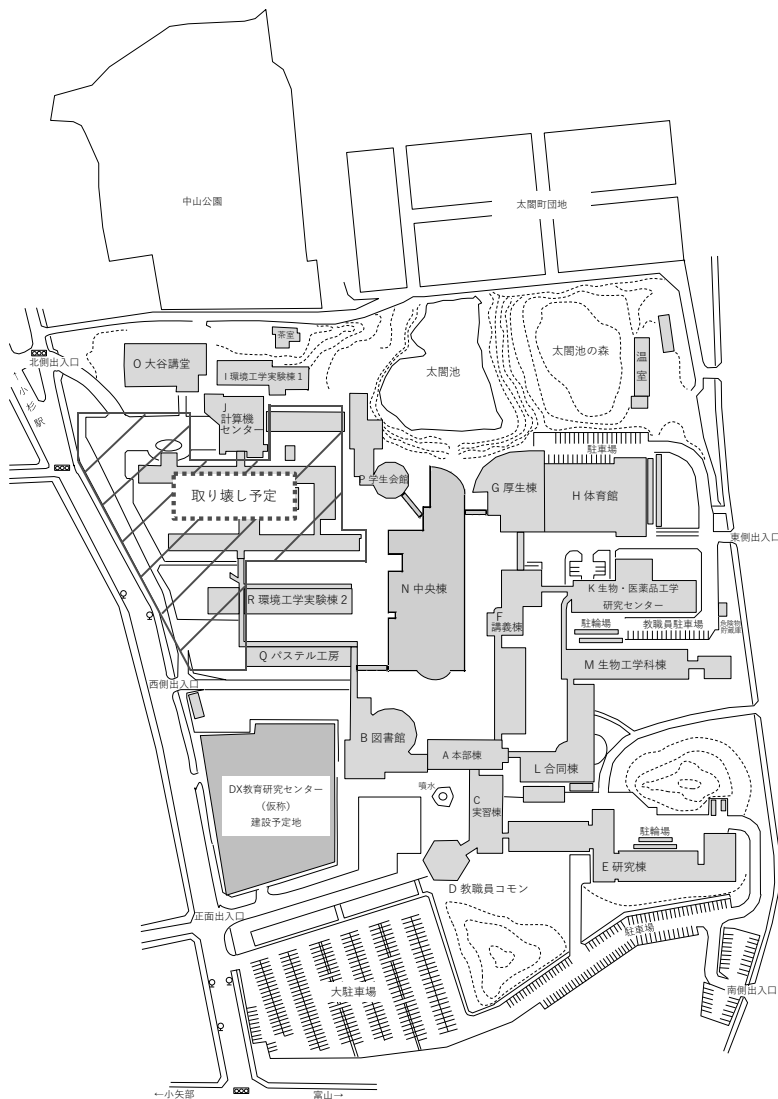 中山公園
太閤町団地
茶室
O 大谷講堂
I 環境工学実験棟 1
北側出入口
←小杉駅
太閤池
太閤池の森
温室
J
計算機
センター
駐車場
P 学生会館
G 厚生棟
H 体育館
取り壊し予定
東側出入口
N 中央棟
K 生物・医薬品工学
研究センター
R 環境工学実験棟 2
F
講義棟
駐輪場
教職員駐車場
危険物
貯蔵庫
Q パステル工房
M 生物工学科棟
西側出入口
B 図書館
A 本部棟
L 合同棟
DX教育研究センター
（仮称）
建設予定地
噴水
C
実習棟
駐輪場
E 研究棟
D 教職員コモン
正面出入口
駐車場
大駐車場
南側出入口
←小矢部
富山→